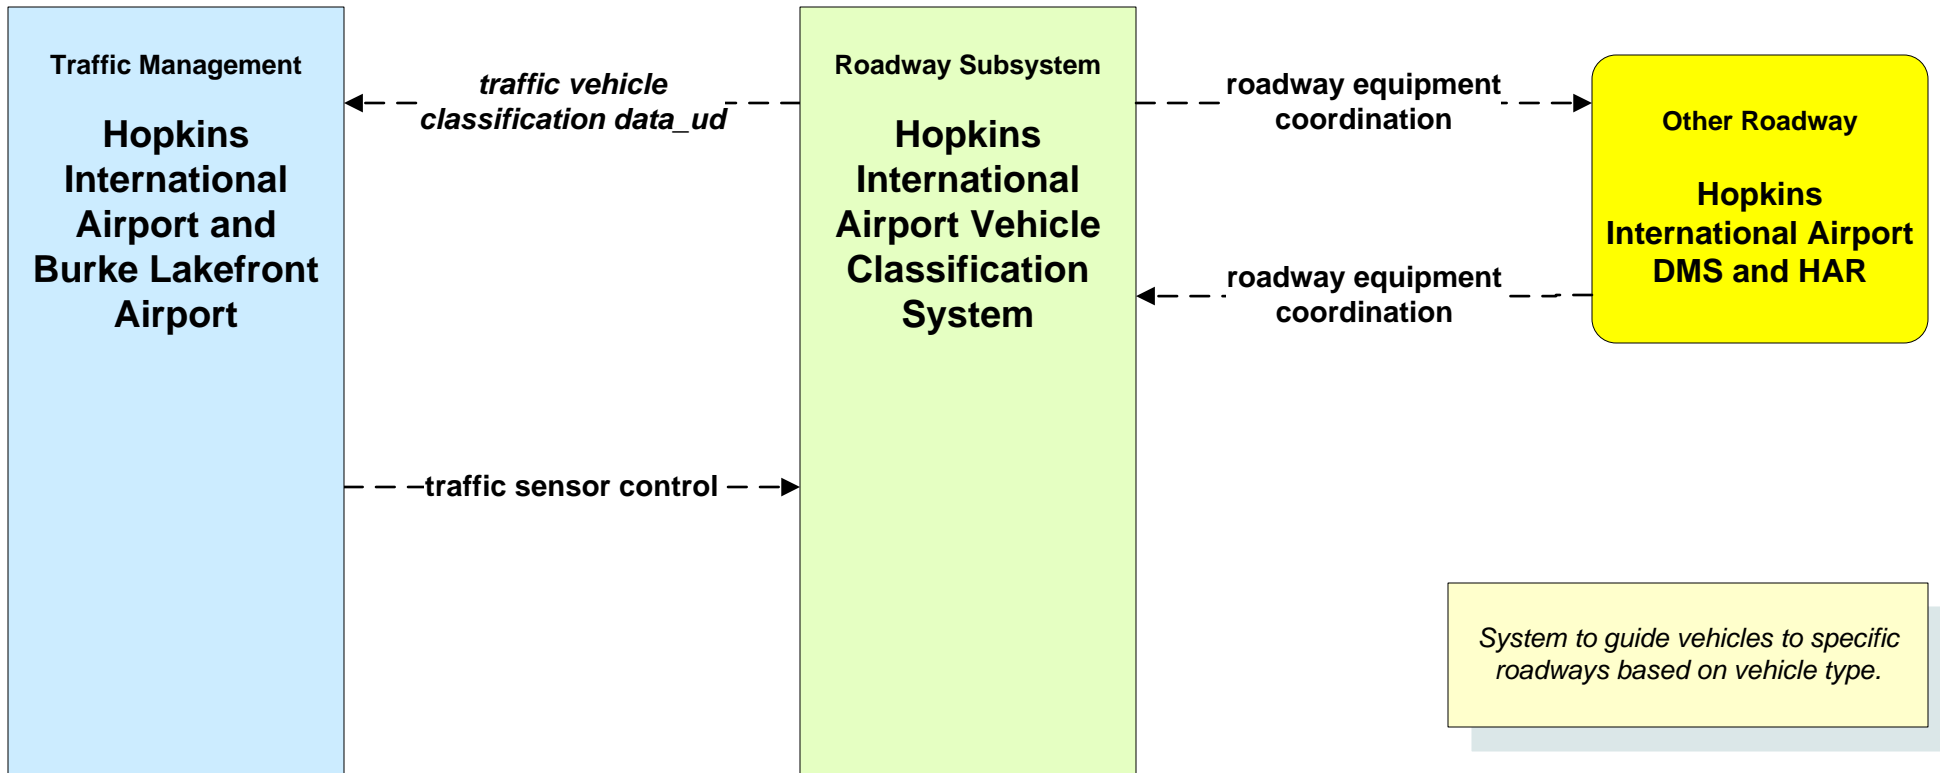 Traffic Management
Hopkins
International
Airport and
Burke Lakefront
Airport
traffic vehicle
classification data_ud
traffic sensor control
Roadway Subsystem
Hopkins
International
Airport Vehicle
Classification
System
roadway equipment
coordination
roadway equipment
coordination
Other Roadway
Hopkins
International Airport
DMS and HAR
System to guide vehicles to specific
roadways based on vehicle type.